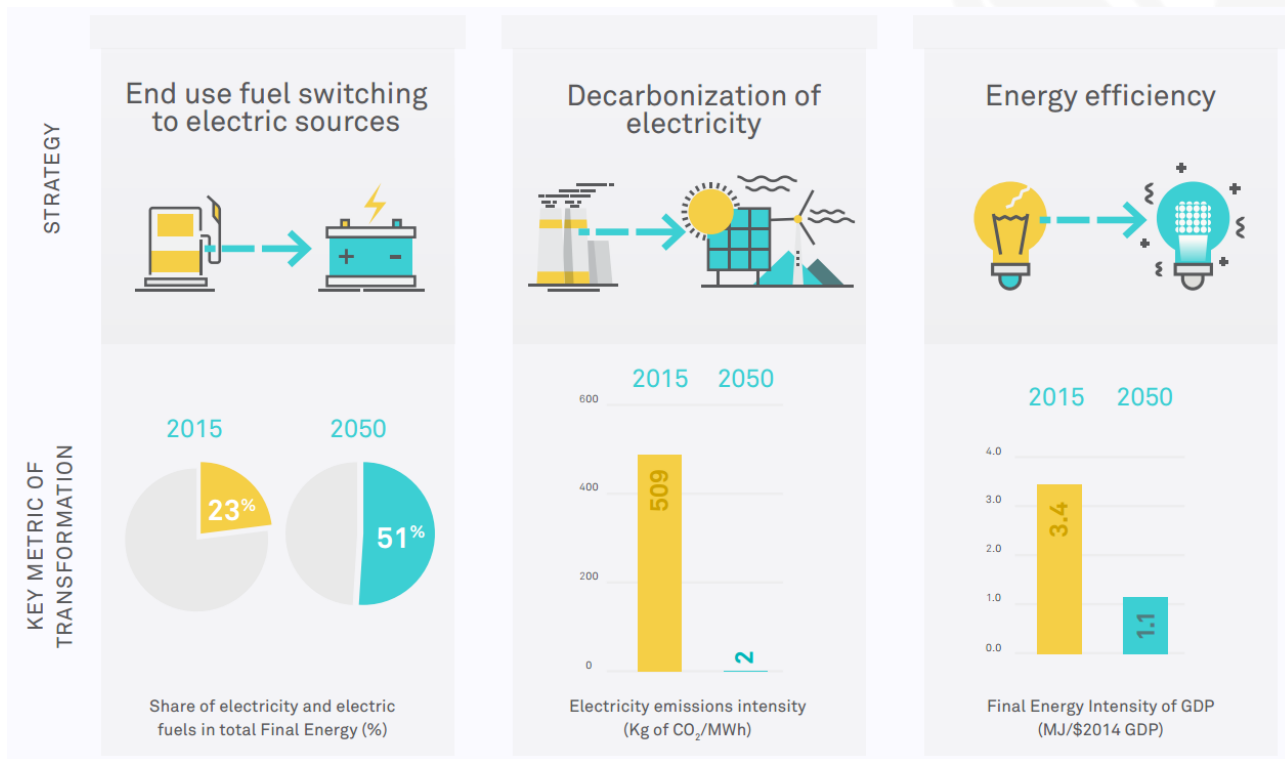 STRATEGY
End use fuel switching
to electric sources
Decarbonization of
electricity
Energy efficiency
+ -
KEY METRIC OF
TRANSFORMATION
2015 2050
23%
51%
Share of electricity and electric
fuels in total Final Energy (%)
2015 2050
600
400
200
0
509
2
Electricity emissions intensity
(Kg of CO₂/MWh)
2015 2050
4.0
3.0
2.0
1.0
0.0
3.4
1.1
Final Energy Intensity of GDP
(MJ/$2014 GDP)